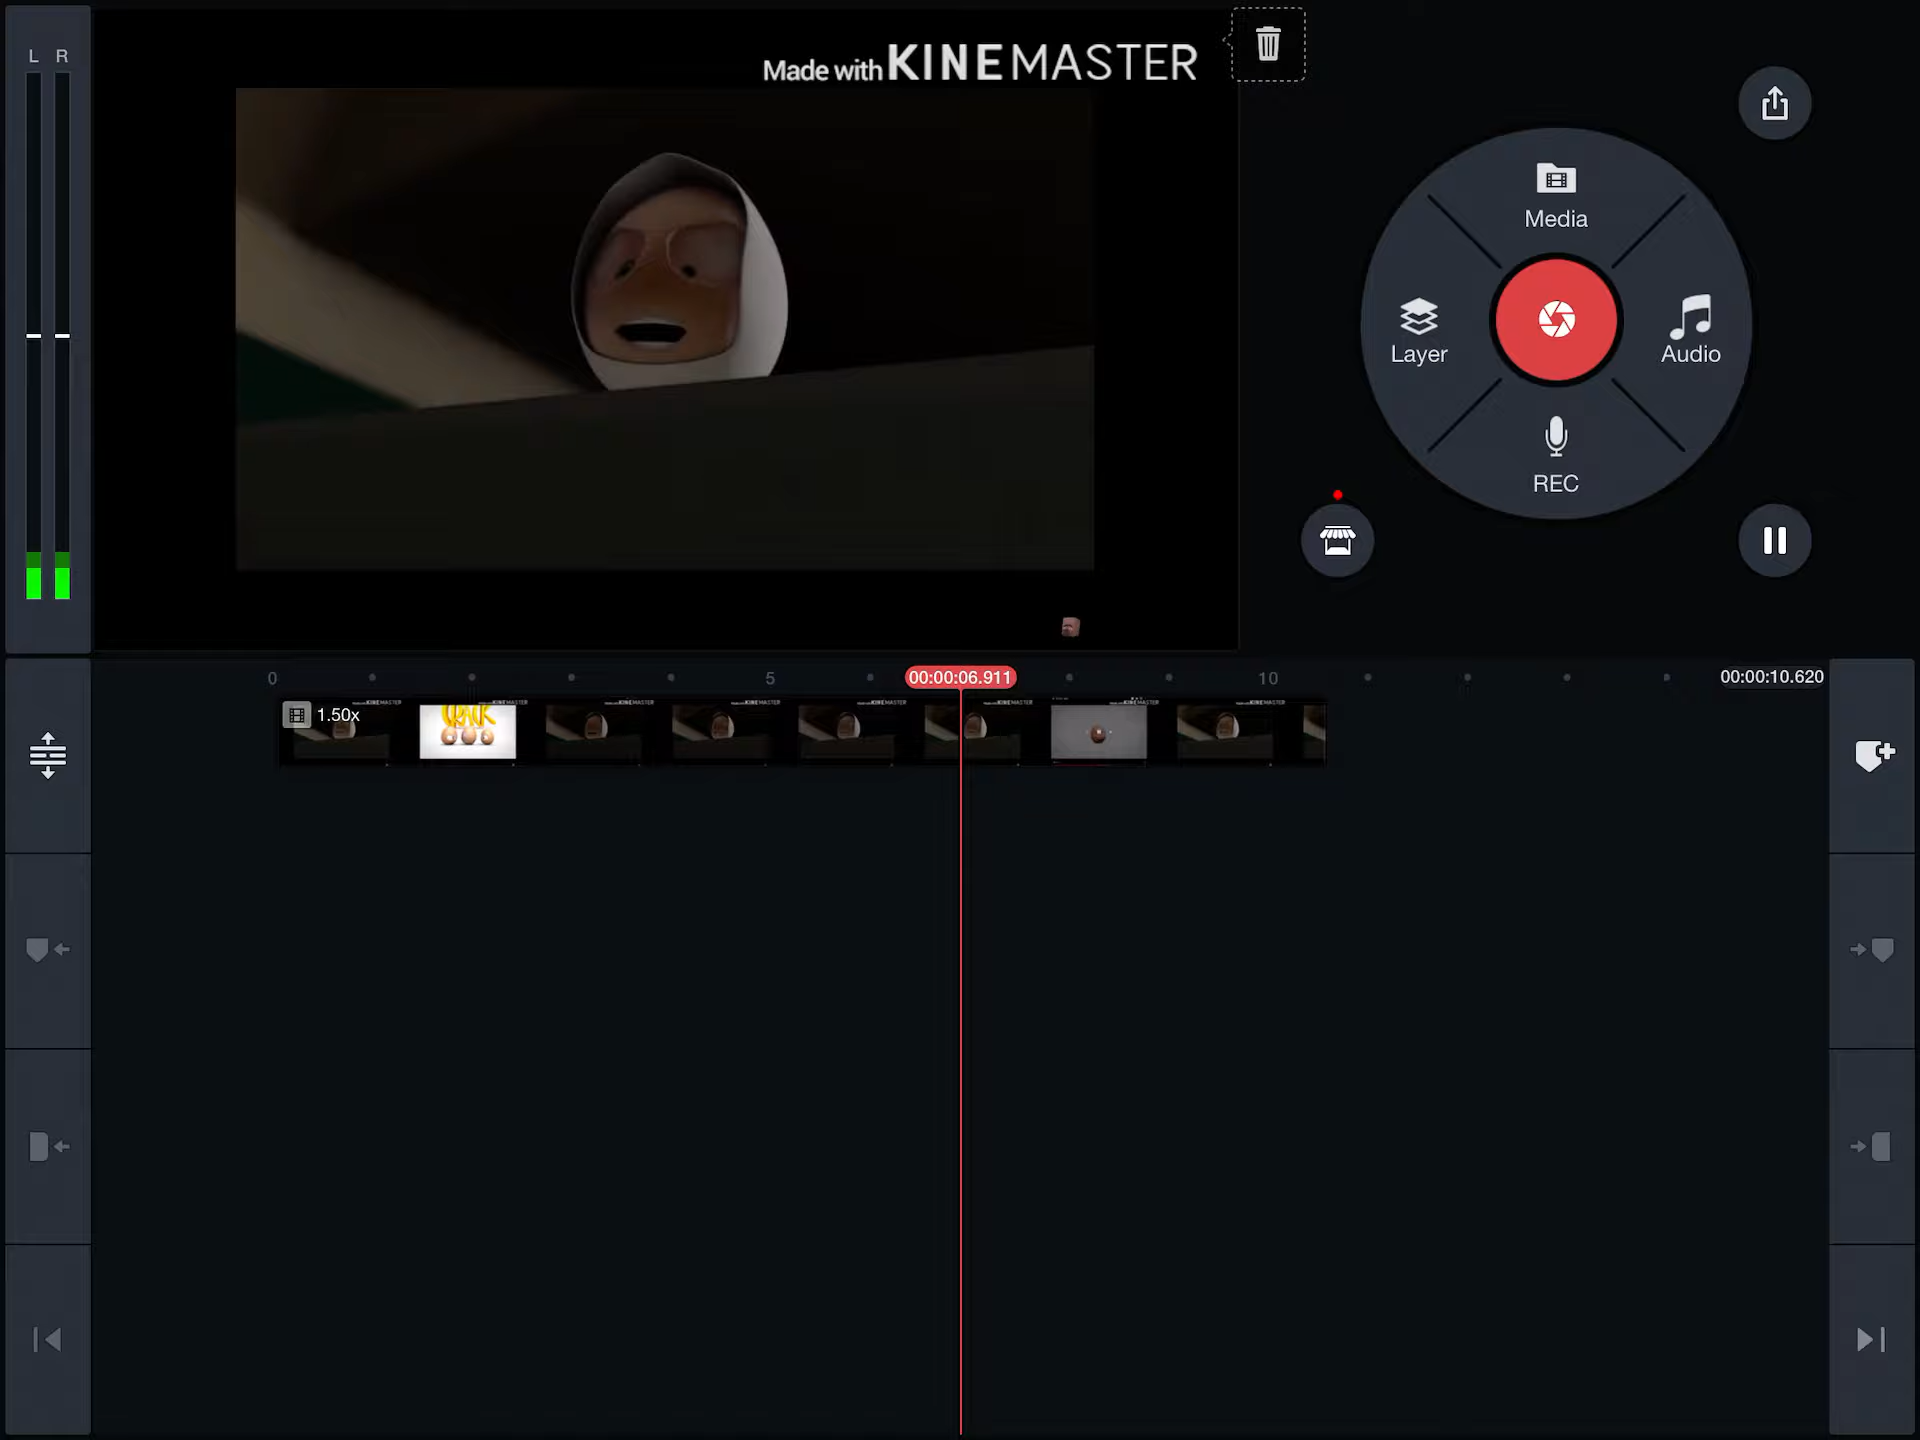 L R
Made with KINEMASTER
Media
Layer
Audio
REC
0
5
00:00:06.911
10
00:00:10.620
1.50x
CRACK